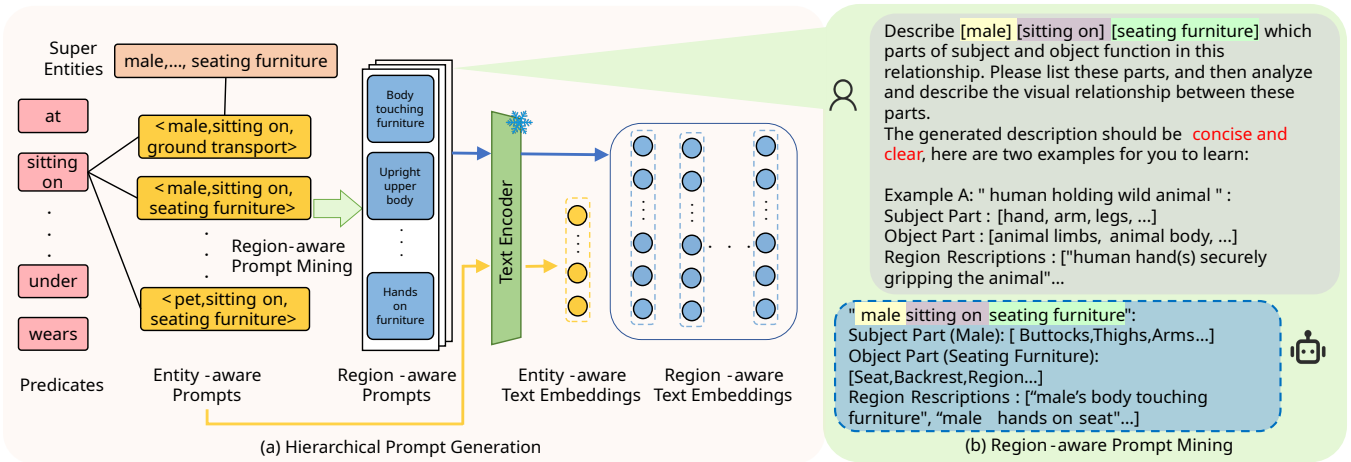 Super
Entities
male,..., seating furniture
at
sitting
on
.
.
.
under
wears
Predicates
<male,sitting on,
ground transport>
<male,sitting on,
seating furniture>
.
.
.
<pet,sitting on,
seating furniture>
Entity -aware
Prompts
Region-aware
Prompt Mining
Body
touching
furniture
Upright
upper
body
Hands
on
furniture
Region -aware
Prompts
Text Encoder
Entity -aware
Text Embeddings
Region -aware
Text Embeddings
(a) Hierarchical Prompt Generation
Describe [male] [sitting on] [seating furniture] which
parts of subject and object function in this
relationship. Please list these parts, and then analyze
and describe the visual relationship between these
parts.
The generated description should be concise and
clear, here are two examples for you to learn:
Example A: " human holding wild animal " :
Subject Part : [hand, arm, legs, ...]
Object Part : [animal limbs, animal body, ...]
Region Rescriptions : ["human hand(s) securely
gripping the animal"...
" male sitting on seating furniture":
Subject Part (Male): [ Buttocks,Thighs,Arms...]
Object Part (Seating Furniture):
[Seat,Backrest,Region...]
Region Rescriptions : [“male’s body touching
furniture", “male hands on seat"...]
(b) Region -aware Prompt Mining